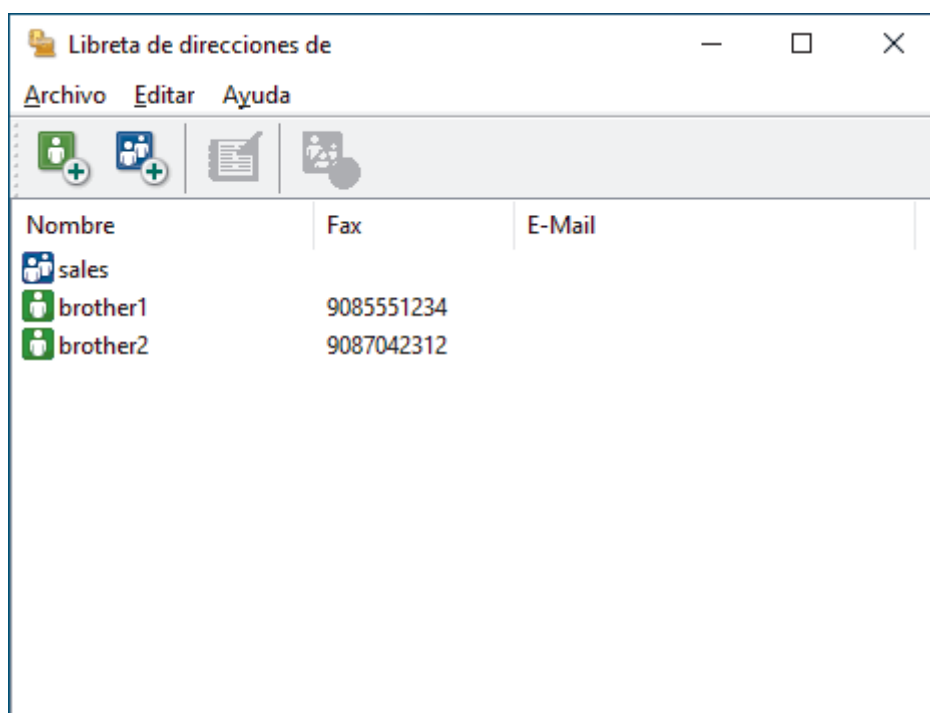 Libreta de direcciones de
Archivo Editar Ayuda
Nombre Fax E-Mail
sales
brother1 9085551234
brother2 9087042312